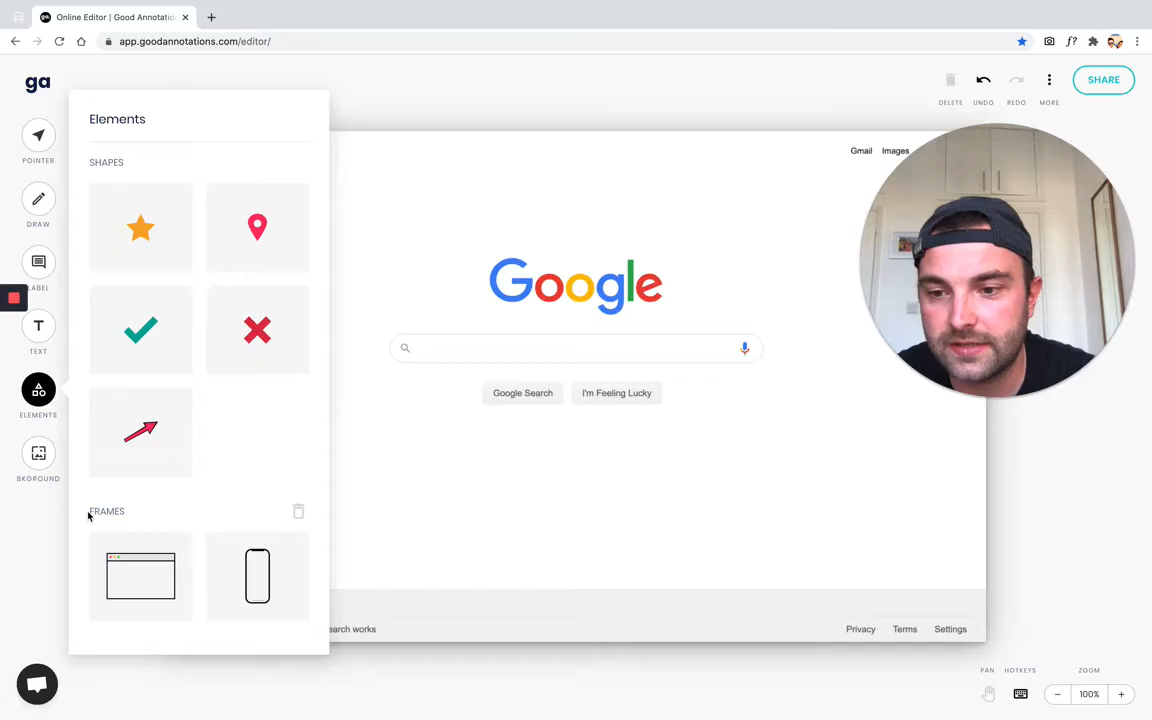 ga. Online Editor | Good Annotatio
app.goodannotations.com/editor/
f?
ga
DELETE UNDO REDO MORE
SHARE
POINTER
DRAW
LABEL
TEXT
ELEMENTS
BKGROUND
Elements
SHAPES
FRAMES
Gmail Images
Google
Google Search I'm Feeling Lucky
earch works Privacy Terms Settings
PAN HOTKEYS ZOOM
− 100% +